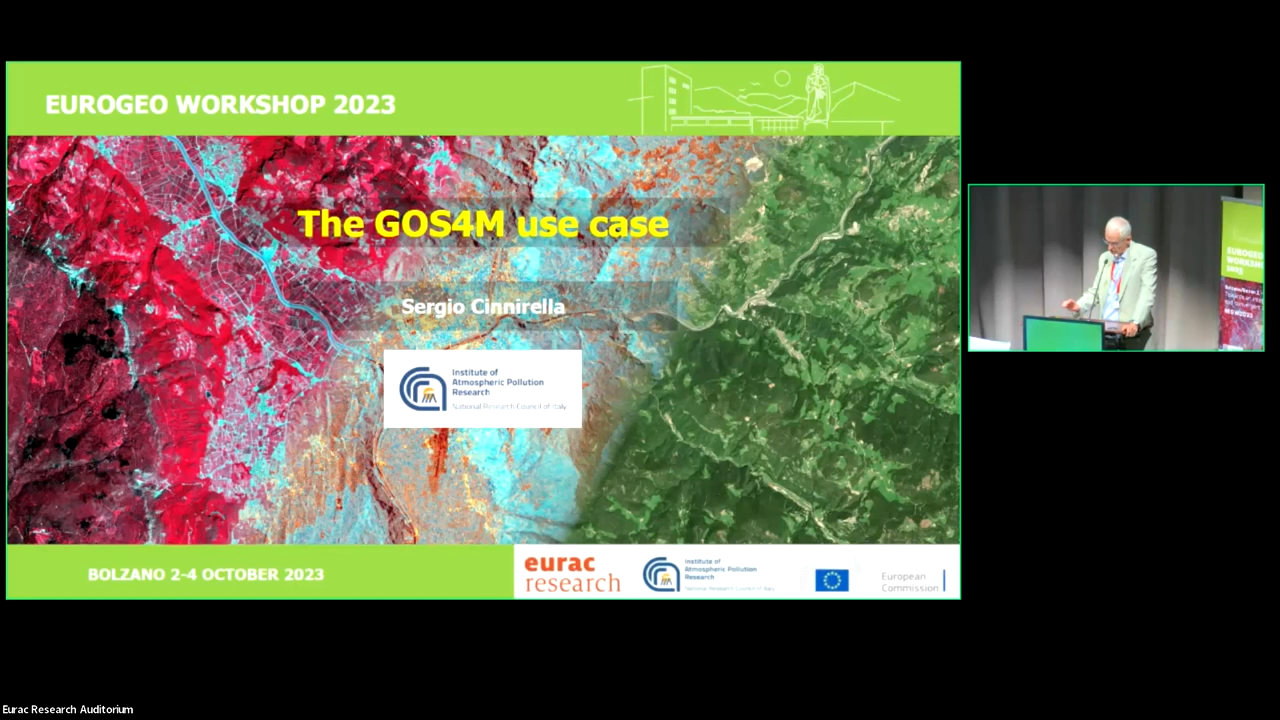 EUROGEO WORKSHOP 2023
The GOS4M use case
Sergio Cinnirella
Institute of
Atmospheric Pollution
Research
National Research Council of Italy
BOLZANO 2-4 OCTOBER 2023
eurac
research
Institute of
Atmospheric Pollution
Research
National Research Council of Italy
European
Commission
EUROGEO
WORKSHOP
Eurac Research Auditorium